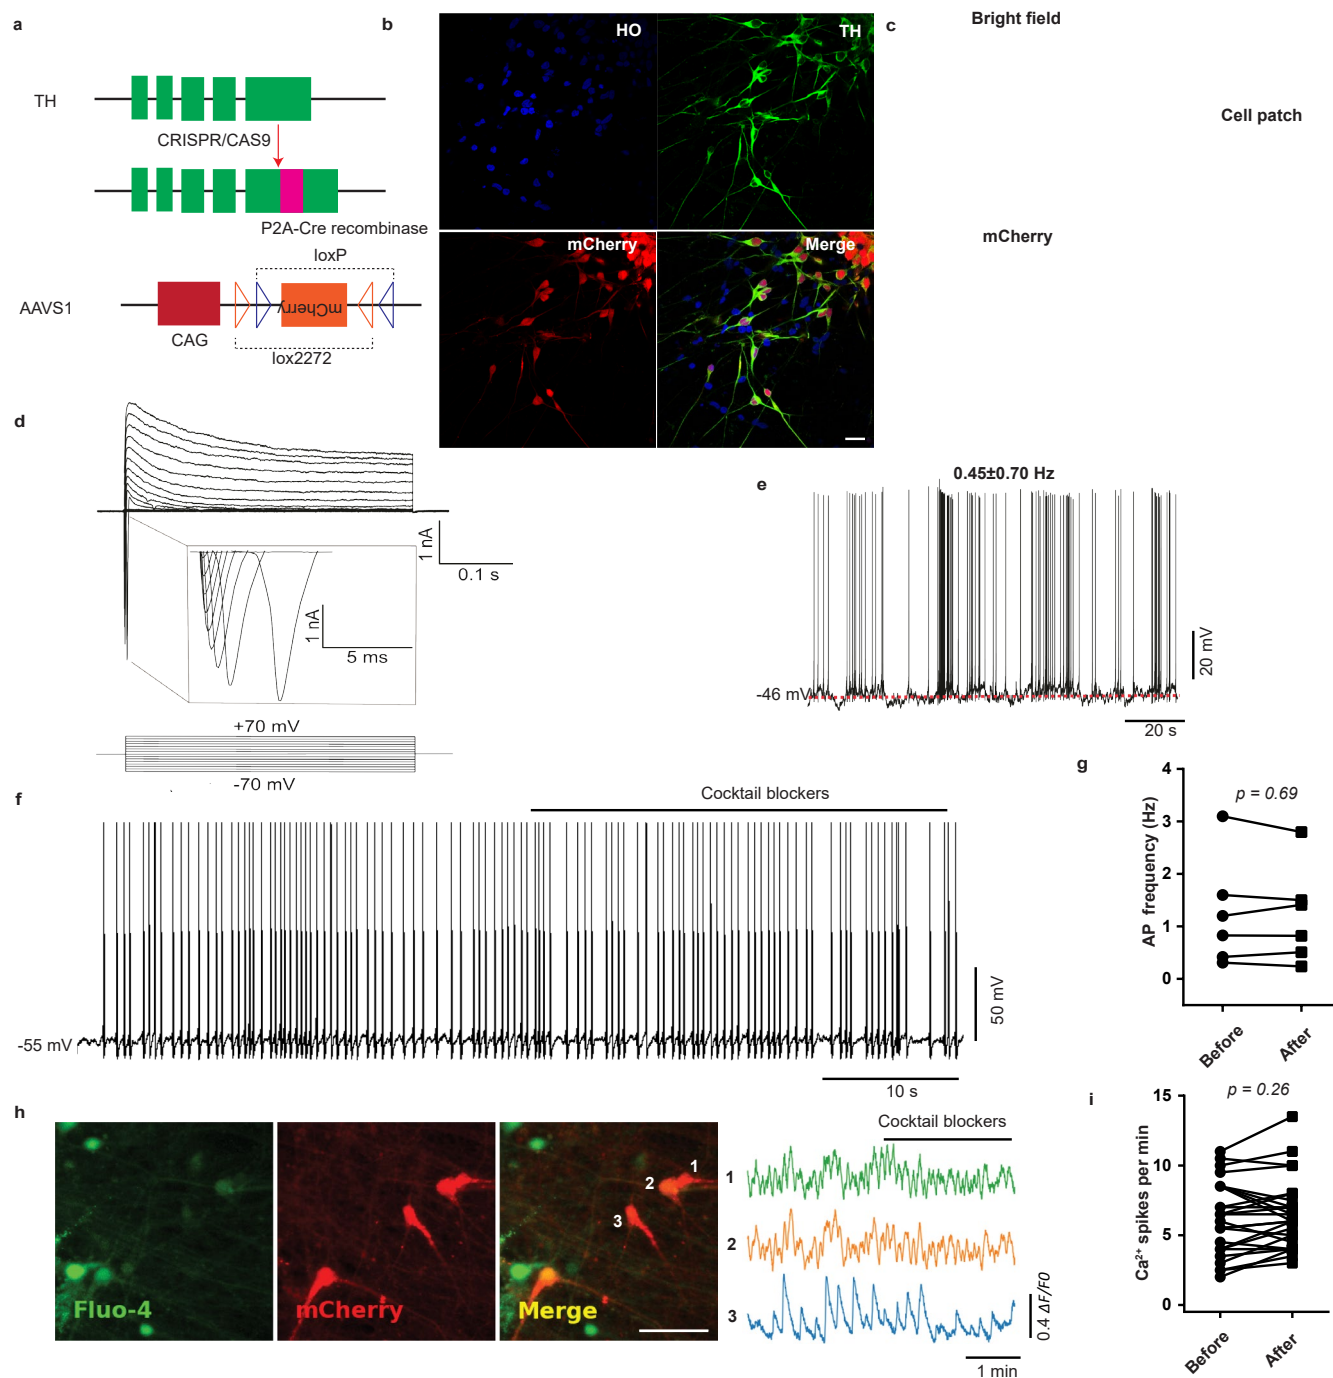 a
TH
CRISPR/CAS9
P2A-Cre recombinase
loxP
AAVS1
mCherry
CAG
lox2272
b
HO
TH
mCherry
Merge
c
Bright field
Cell patch
mCherry
d
1 nA
0.1 s
1 nA
5 ms
+70 mV
-70 mV
e
0.45±0.70 Hz
-46 mV
20 mV
20 s
f
Cocktail blockers
-55 mV
50 mV
10 s
g
p = 0.69
AP frequency (Hz)
4
3
2
1
0
Before
After
h
Fluo-4
mCherry
Merge
1
2
3
Cocktail blockers
1
2
3
0.4 ΔF/F0
1 min
i
p = 0.26
Ca²⁺ spikes per min
15
10
5
0
Before
After